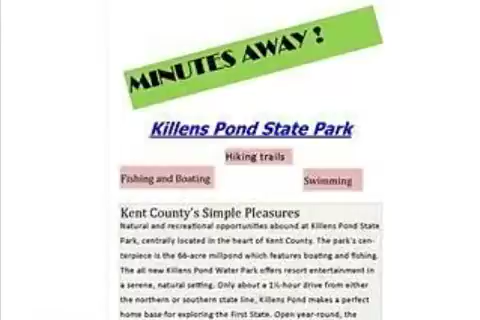 MINUTES AWAY !
Killens Pond State Park
Hiking trails
Fishing and Boating
Swimming
Kent County's Simple Pleasures
Natural and recreational opportunities abound at Killens Pond State
Park, centrally located in the heart of Kent County. The park's cen-
terpiece is the 66-acre millpond which features boating and fishing.
The all new Killens Pond Water Park offers resort entertainment in
a serene, natural setting. Only about a 1½-hour drive from either
the northern or southern state line, Killens Pond makes a perfect
home base for exploring the First State. Open year-round, the